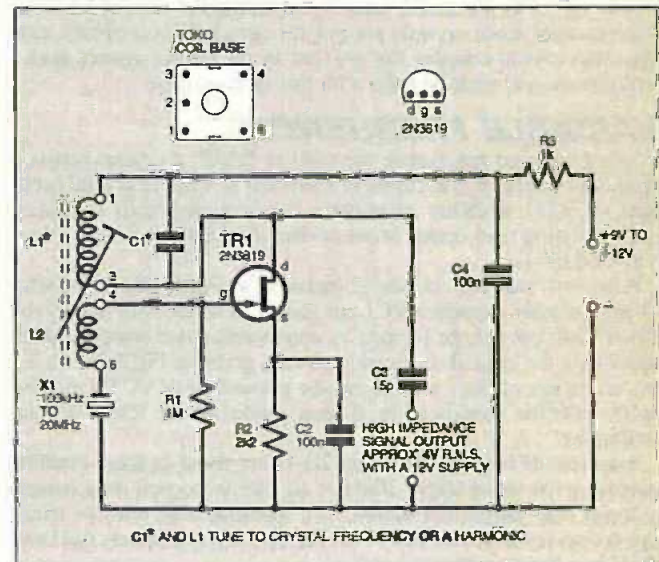 TOKO
COIL BASE
3
4
2
1
6
d g s
2N3819
R3
1k
1
L1*
C1*
TR1
2N3819
d
g
s
3
4
L2
6
C4
100n
+9V TO
+12V
X1
100kHz
TO
20MHz
R1
1M
R2
2k2
C2
100n
C3
15p
HIGH IMPEDANCE
SIGNAL OUTPUT
APPROX' 4V R.M.S.
WITH A 12V SUPPLY
C1* AND L1 TUNE TO CRYSTAL FREQUENCY OR A HARMONIC